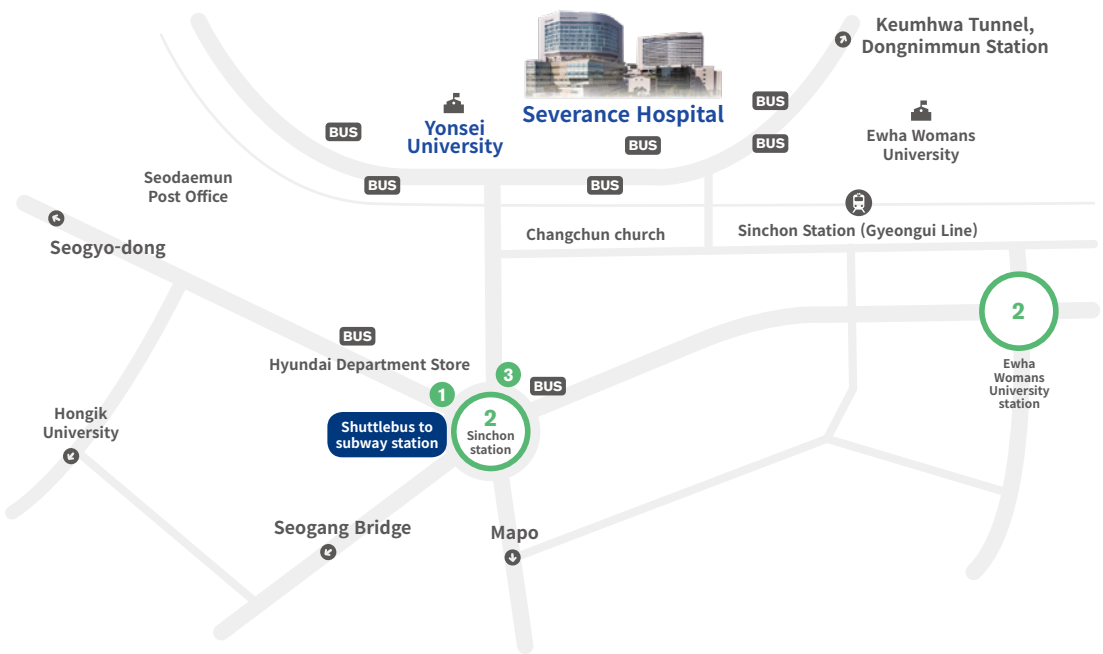 Keumhwa Tunnel,
Dongnimmun Station
BUS
Severance Hospital
Yonsei
University
BUS
BUS
BUS
Ewha Womans
University
Seodaemun
Post Office
BUS
BUS
Changchun church
Sinchon Station (Gyeongui Line)
Seogyo-dong
2
Ewha
Womans
University
station
BUS
Hyundai Department Store
3
BUS
1
Shuttlebus to
subway station
2
Sinchon
station
Hongik
University
Seogang Bridge
Mapo